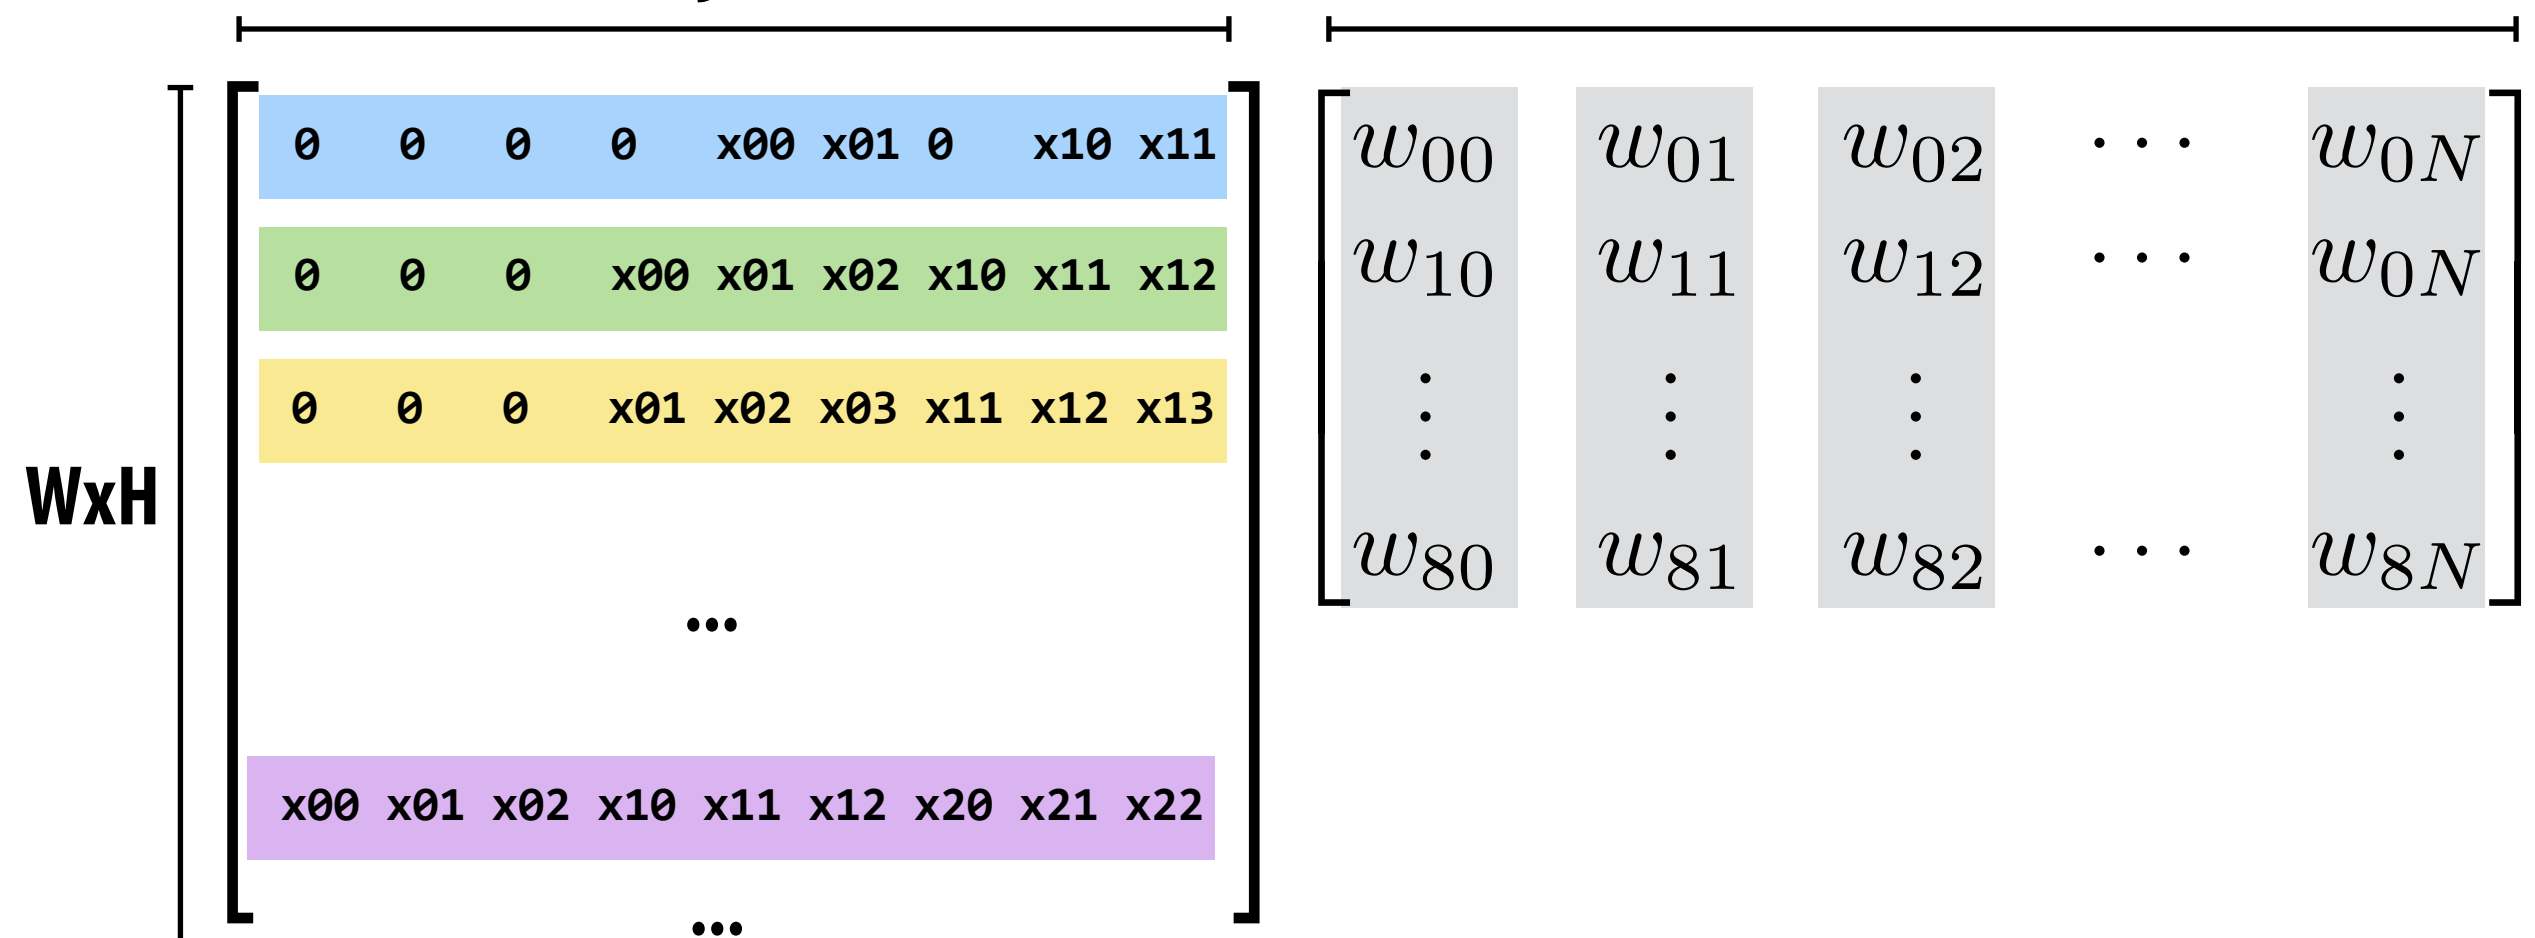 0 0 0 0 x00 x01 0 x10 x11
0 0 0 x00 x01 x02 x10 x11 x12
0 0 0 x01 x02 x03 x11 x12 x13
WxH
...
x00 x01 x02 x10 x11 x12 x20 x21 x22
...
w00 w01 w02 ··· w0N
w10 w11 w12 ··· w0N
⋮ ⋮ ⋮ ⋮
w80 w81 w82 ··· w8N